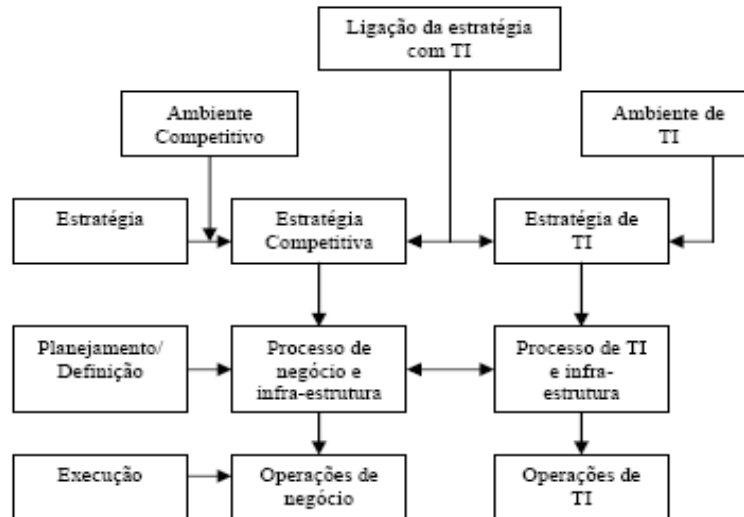 Ligação da estratégia
com TI
Ambiente
Competitivo
Ambiente de
TI
Estratégia
Estratégia
Competitiva
Estratégia de
TI
Planejamento/
Definição
Processo de
negócio e
infra-estrutura
Processo de TI
e infra-
estrutura
Execução
Operações de
negócio
Operações de
TI